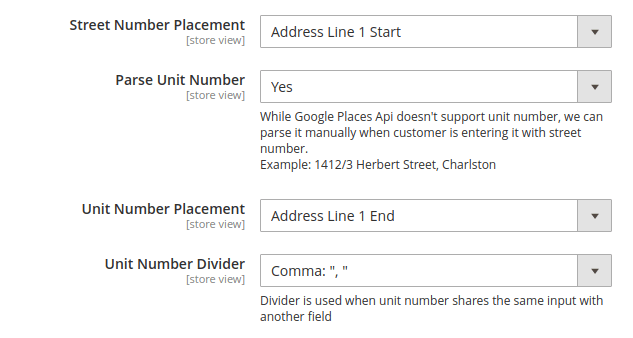 Street Number Placement
[store view]
Address Line 1 Start
Parse Unit Number
[store view]
Yes
While Google Places Api doesn't support unit number, we can
parse it manually when customer is entering it with street
number.
Example: 1412/3 Herbert Street, Charlston
Unit Number Placement
[store view]
Address Line 1 End
Unit Number Divider
[store view]
Comma: ", "
Divider is used when unit number shares the same input with
another field